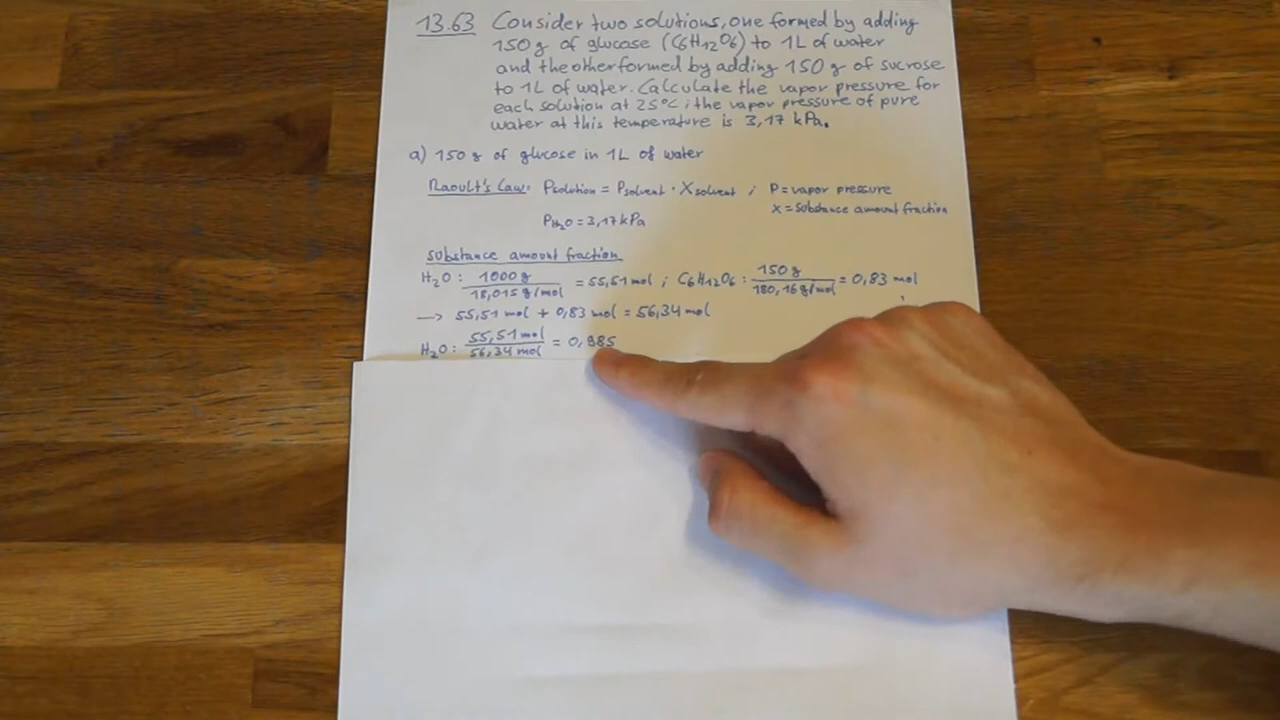 13.63 Consider two solutions, one formed by adding
150 g of glucose (C6H12O6) to 1L of water
and the other formed by adding 150 g of sucrose
to 1L of water. Calculate the vapor pressure for
each solution at 25°C; the vapor pressure of pure
water at this temperature is 3,17 kPa.
a) 150 g of glucose in 1L of water
Raoult's Law: Psolution = Psolvent · Xsolvent ; P = vapor pressure
X = substance amount fraction
PH2O = 3,17 kPa
substance amount fraction
H2O: 1000 g / 18,015 g/mol = 55,51 mol ; C6H12O6: 150 g / 180,16 g/mol = 0,83 mol
→ 55,51 mol + 0,83 mol = 56,34 mol
H2O: 55,51 mol / 56,34 mol = 0,985